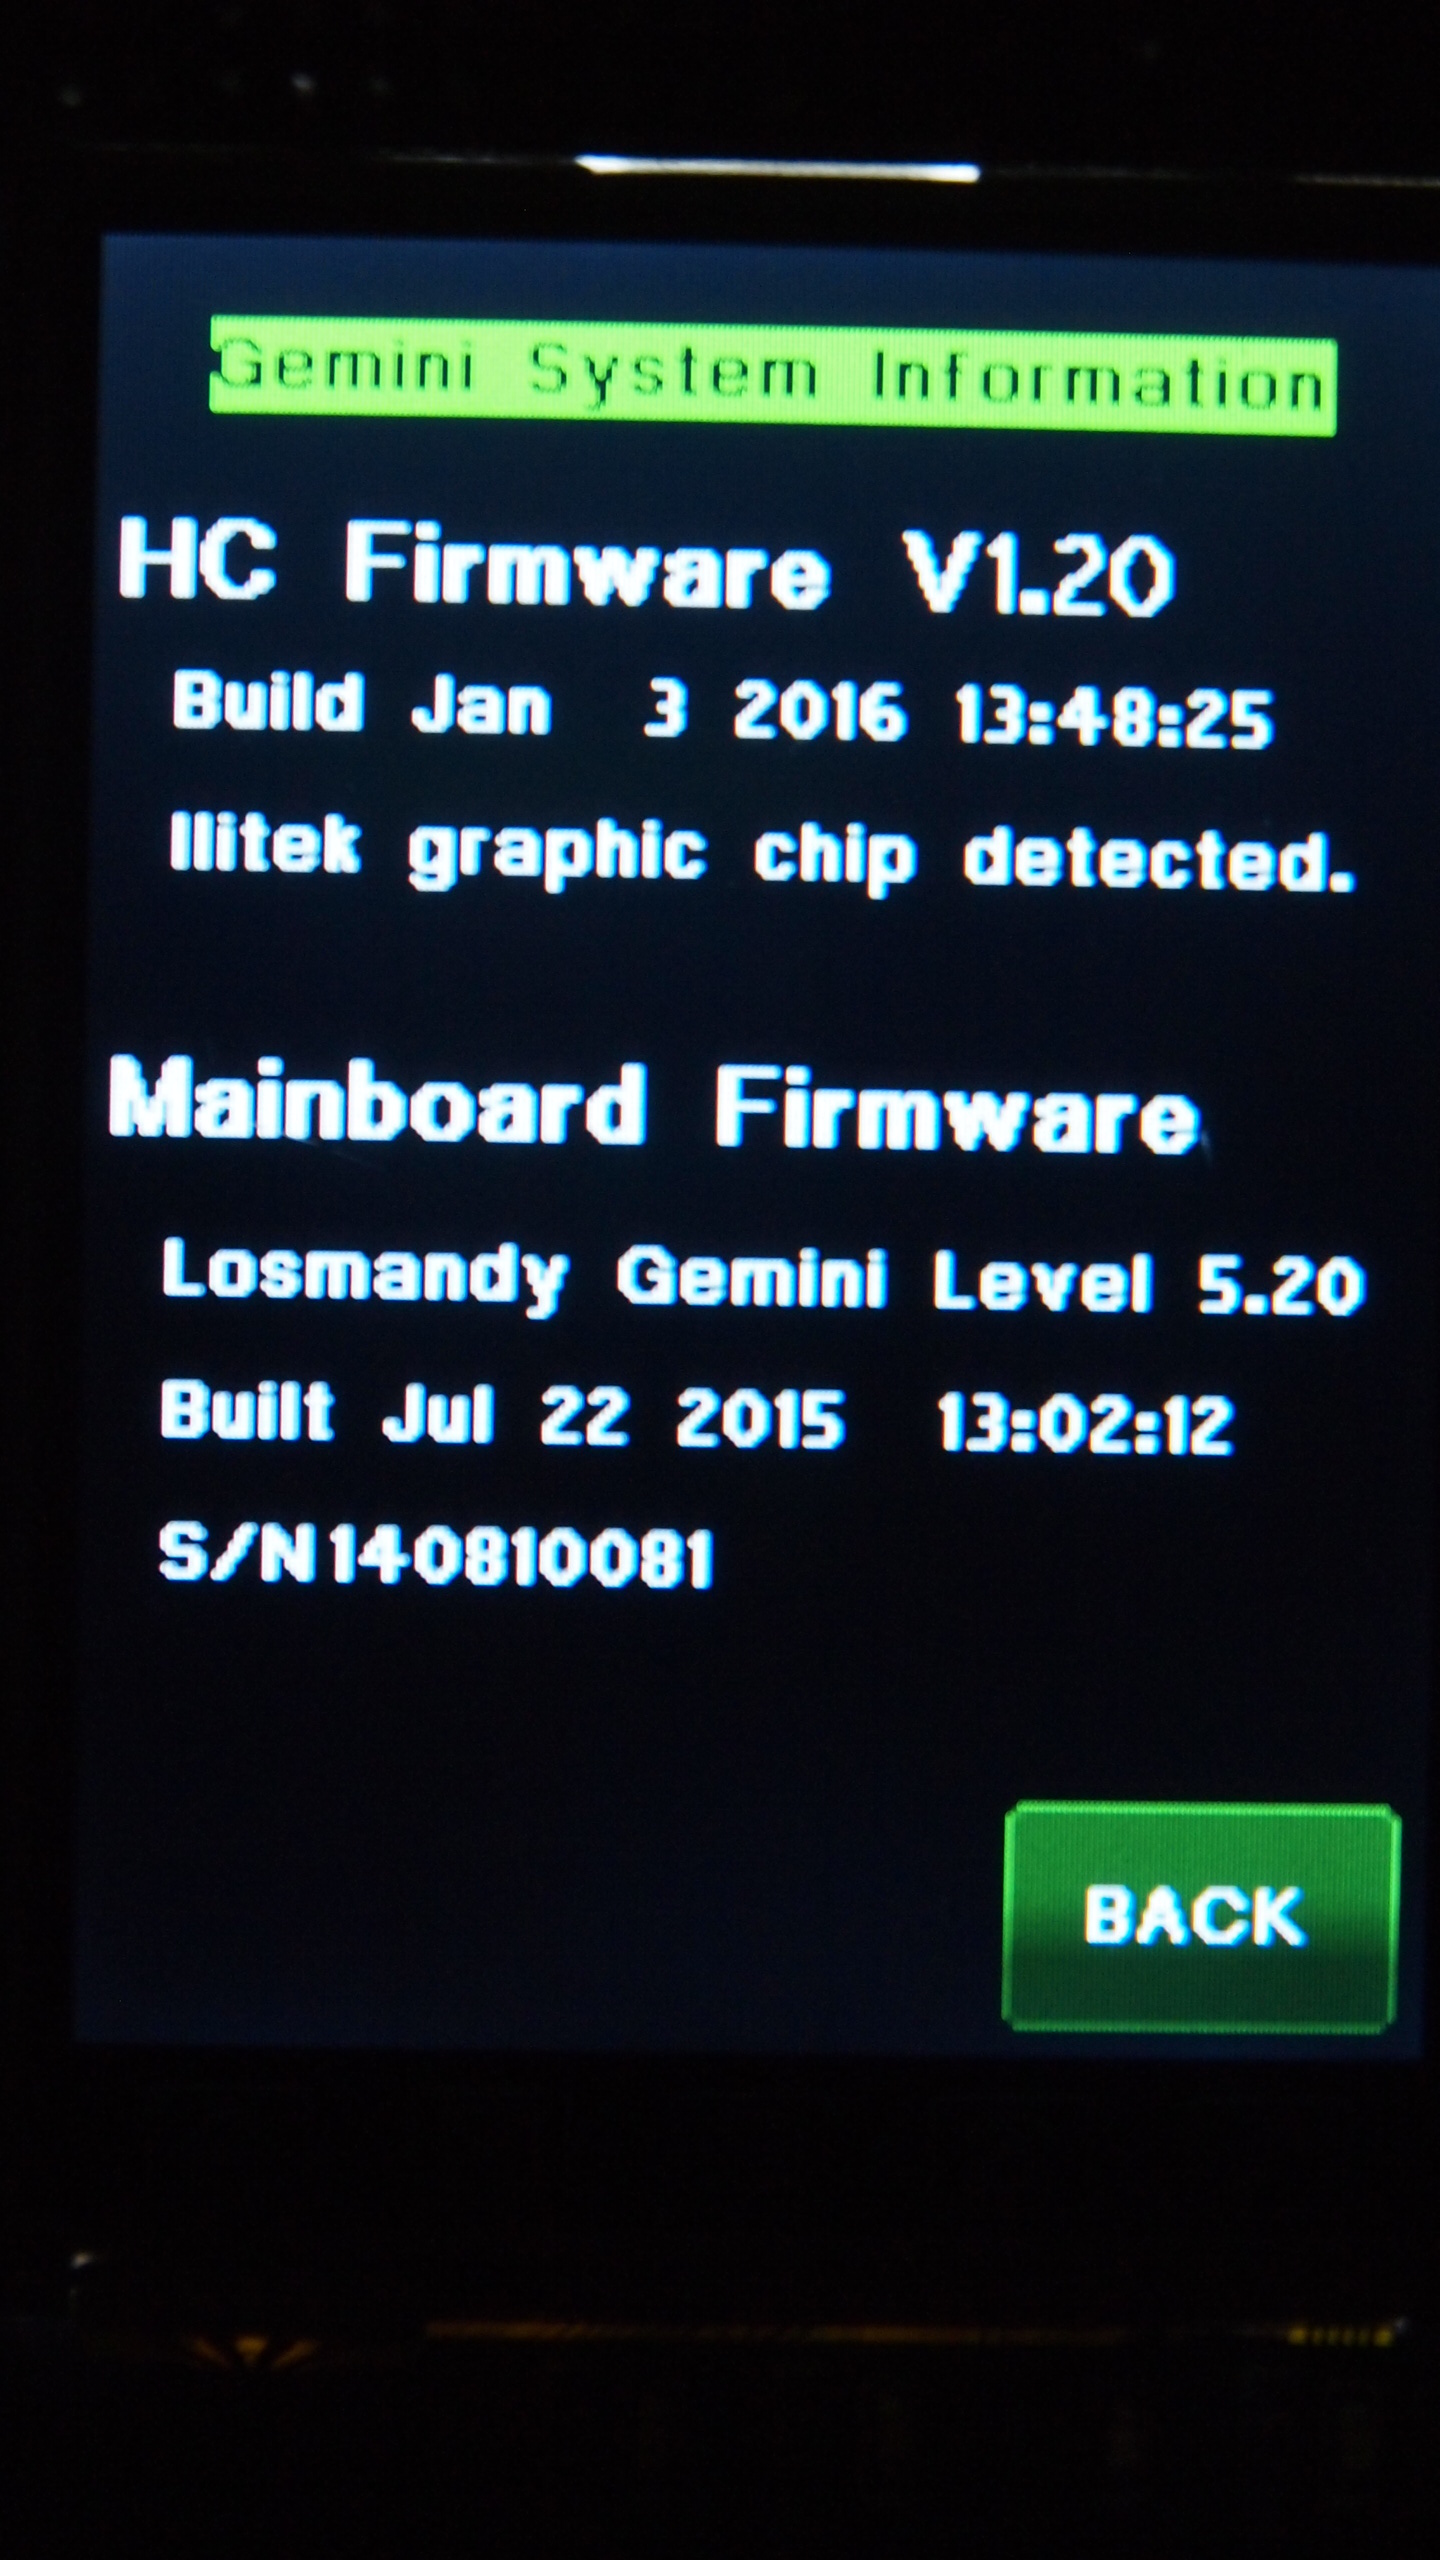 Gemini System Information
HC Firmware V1.20
Build Jan  3 2016 13:48:25
Ilitek graphic chip detected.
Mainboard Firmware
Losmandy Gemini Level 5.20
Built Jul 22 2015  13:02:12
S/N140810081
BACK